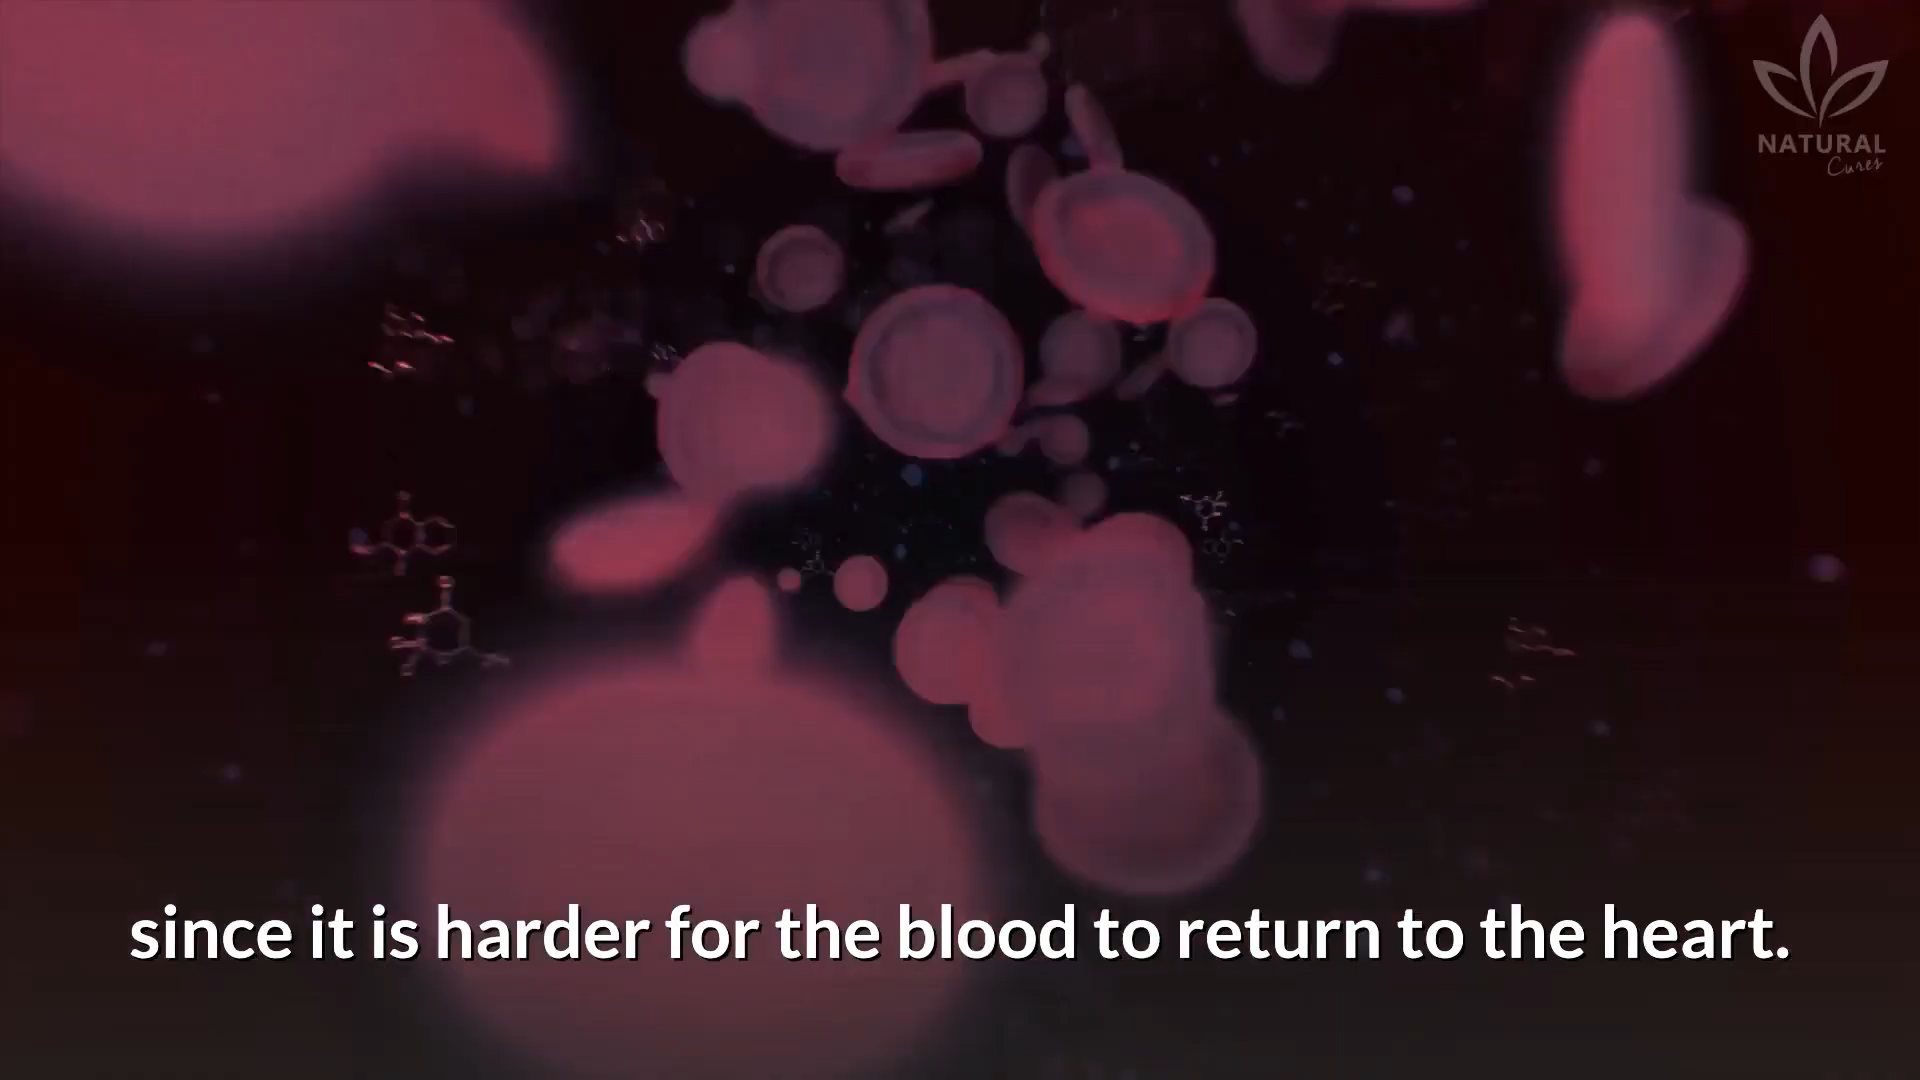 NATURAL
Cures
since it is harder for the blood to return to the heart.